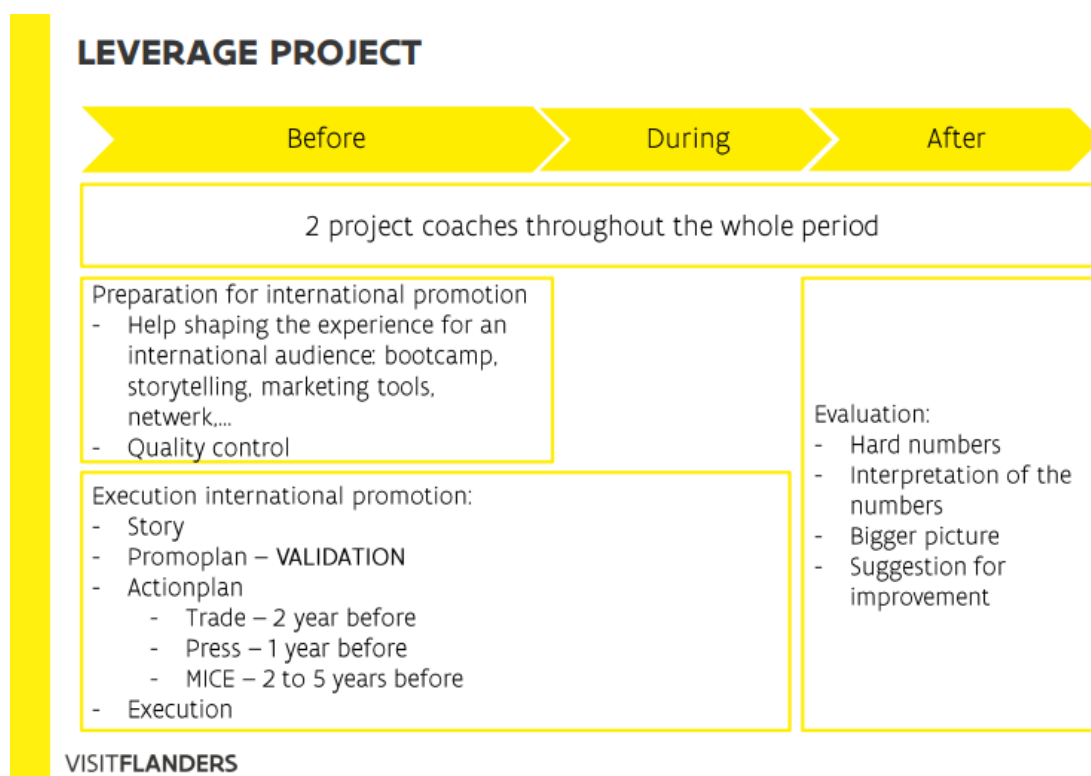 LEVERAGE PROJECT
Before
During
After
2 project coaches throughout the whole period
Preparation for international promotion
- Help shaping the experience for an
international audience: bootcamp,
storytelling, marketing tools,
netwerk,...
- Quality control
Execution international promotion:
- Story
- Promoplan – VALIDATION
- Actionplan
- Trade – 2 year before
- Press – 1 year before
- MICE – 2 to 5 years before
- Execution
Evaluation:
- Hard numbers
- Interpretation of the
numbers
- Bigger picture
- Suggestion for
improvement
VISITFLANDERS